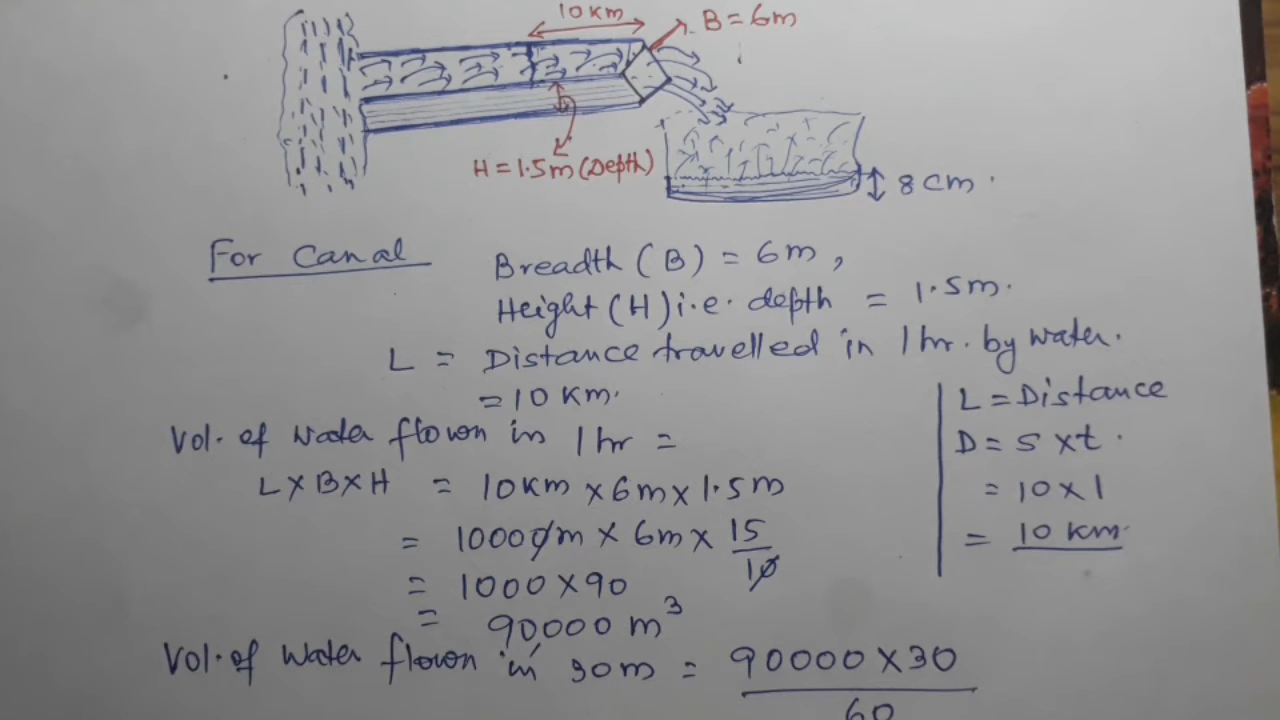 10 Km
B = 6m
H = 1.5m (Depth)
8 cm.
For Canal
Breadth (B) = 6m,
Height (H) i.e. depth = 1.5m.
L = Distance travelled in 1 hr. by water.
= 10 Km.
Vol. of Water flown in 1 hr =
L X B X H = 10 Km X 6m X 1.5m
= 10000m X 6m X 15/10
= 1000 X 90
= 90000 m³
Vol. of Water flown in 30m = 90000 X 30/60
L = Distance
D = S x t.
= 10 X 1
= 10 Km.